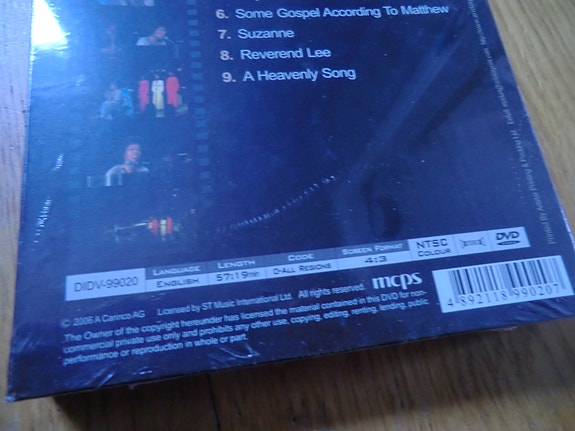 6. Some Gospel According To Matthew
7. Suzanne
8. Reverend Lee
9. A Heavenly Song
DIDV-99020
LANGUAGE
ENGLISH
LENGTH
57:19min
CODE
0-ALL REGIONS
SCREEN FORMAT
4:3
NTSC
COLOUR
DVD
© 2006 A Carinco AG Licensed by ST Music International Ltd. All rights reserved. mcps
The Owner of the copyright hereunder has licensed the material contained in this DVD for non-
commercial private use only and prohibits any other use, copying, editing, renting, lending, public
performance or reproduction in whole or part.
4 892118 990207